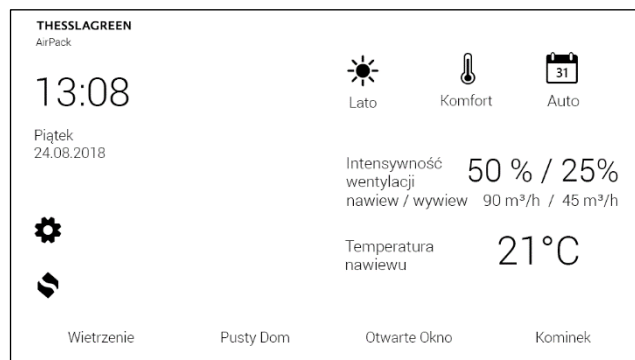 THESSLAGREEN
AirPack
13:08
Piątek
24.08.2018
Lato
Komfort
31
Auto
Intensywność
wentylacji
nawiew / wywiew
50 % / 25%
90 m³/h / 45 m³/h
Temperatura
nawiewu
21°C
Wietrzenie
Pusty Dom
Otwarte Okno
Kominek